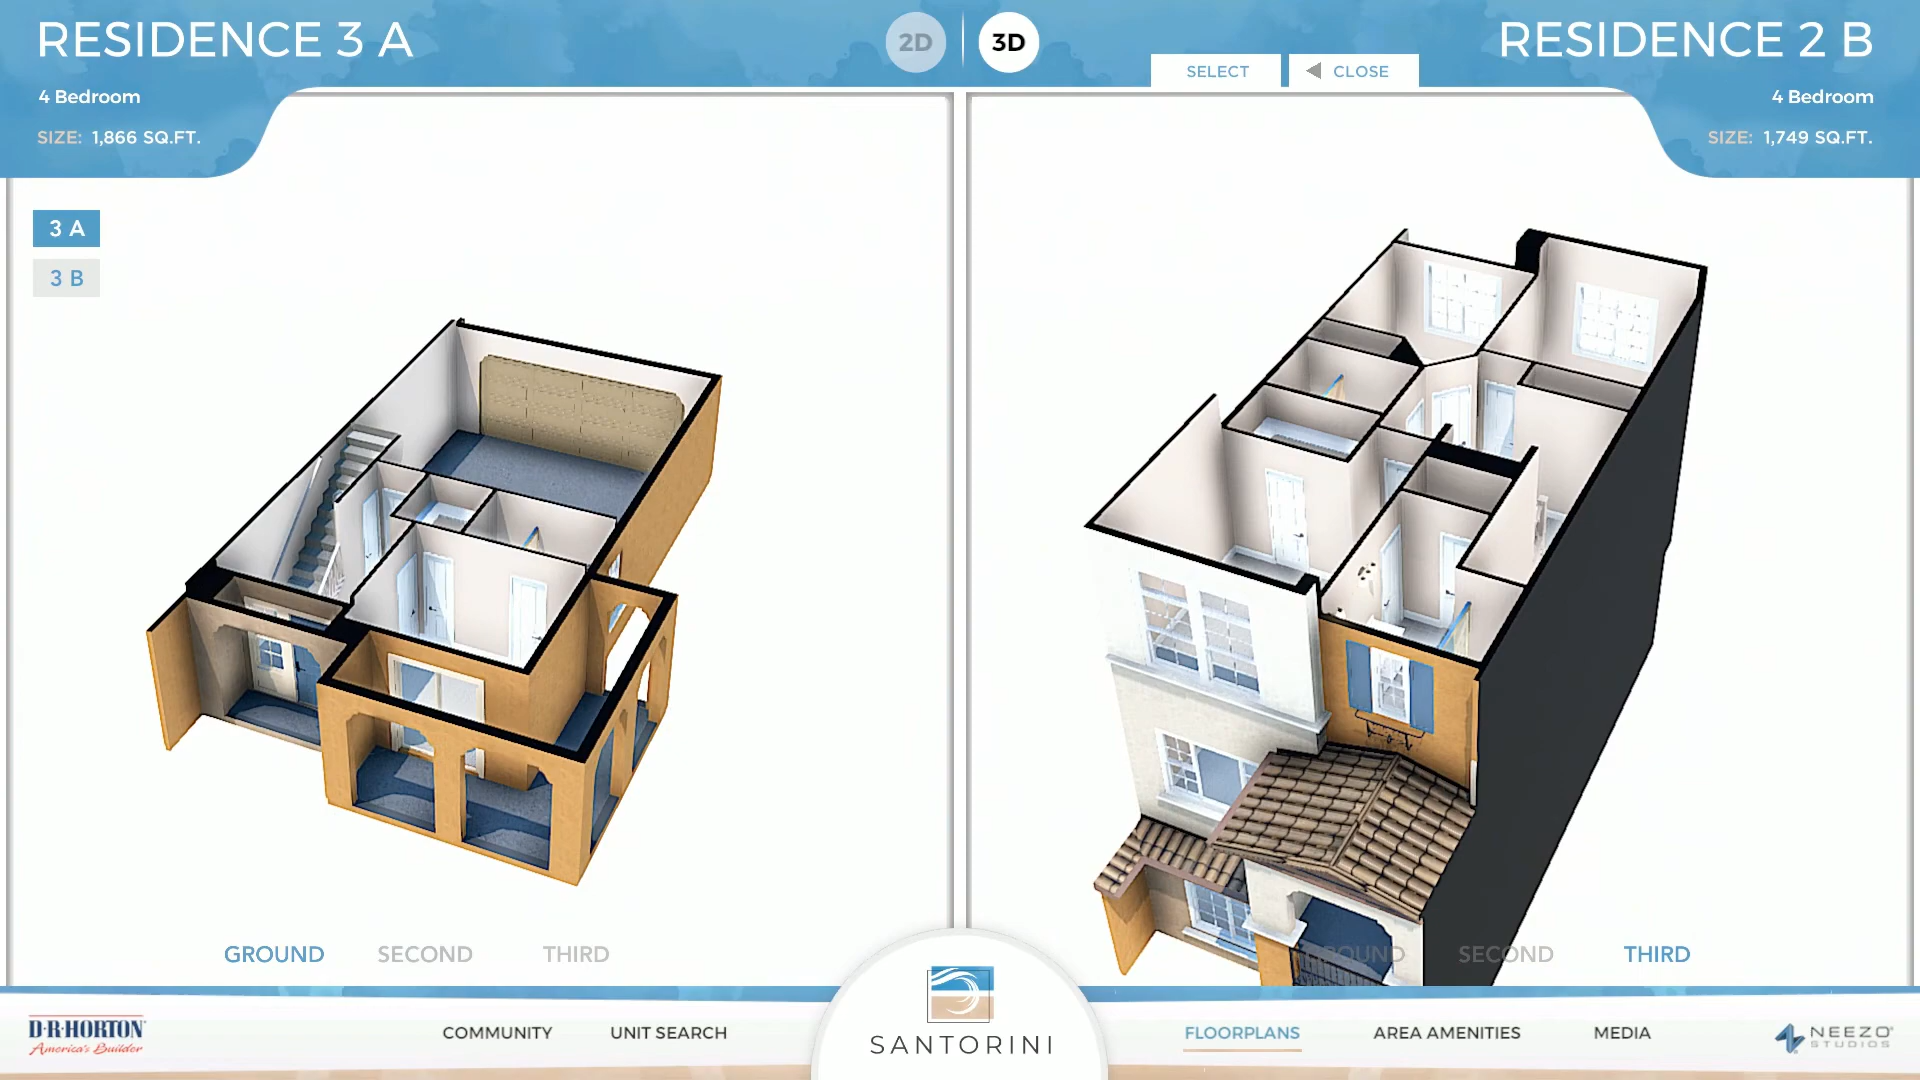 RESIDENCE 3 A
4 Bedroom
SIZE: 1,866 SQ.FT.
2D
3D
SELECT
CLOSE
RESIDENCE 2 B
4 Bedroom
SIZE: 1,749 SQ.FT.
3 A
3 B
GROUND SECOND THIRD
GROUND SECOND THIRD
D·R·HORTON
America's Builder
COMMUNITY
UNIT SEARCH
SANTORINI
FLOORPLANS
AREA AMENITIES
MEDIA
NEEZO
STUDIOS